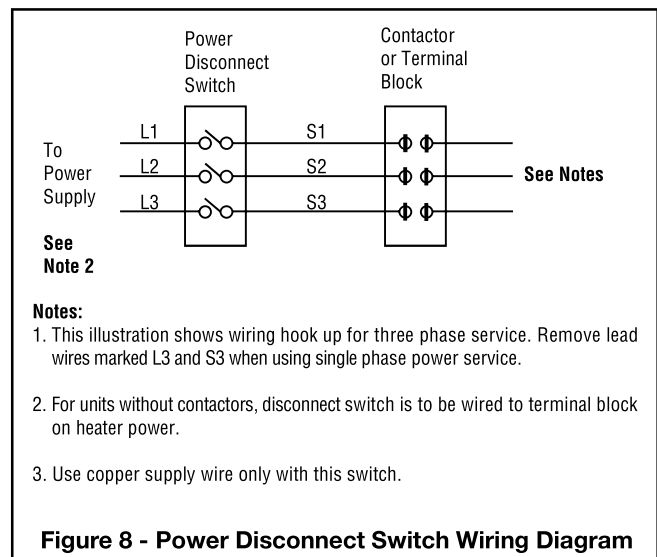 Power
Disconnect
Switch
Contactor
or Terminal
Block
To
Power
Supply
L1
S1
L2
S2
See Notes
L3
S3
See
Note 2
Notes:
1. This illustration shows wiring hook up for three phase service. Remove lead
wires marked L3 and S3 when using single phase power service.
2. For units without contactors, disconnect switch is to be wired to terminal block
on heater power.
3. Use copper supply wire only with this switch.
Figure 8 - Power Disconnect Switch Wiring Diagram